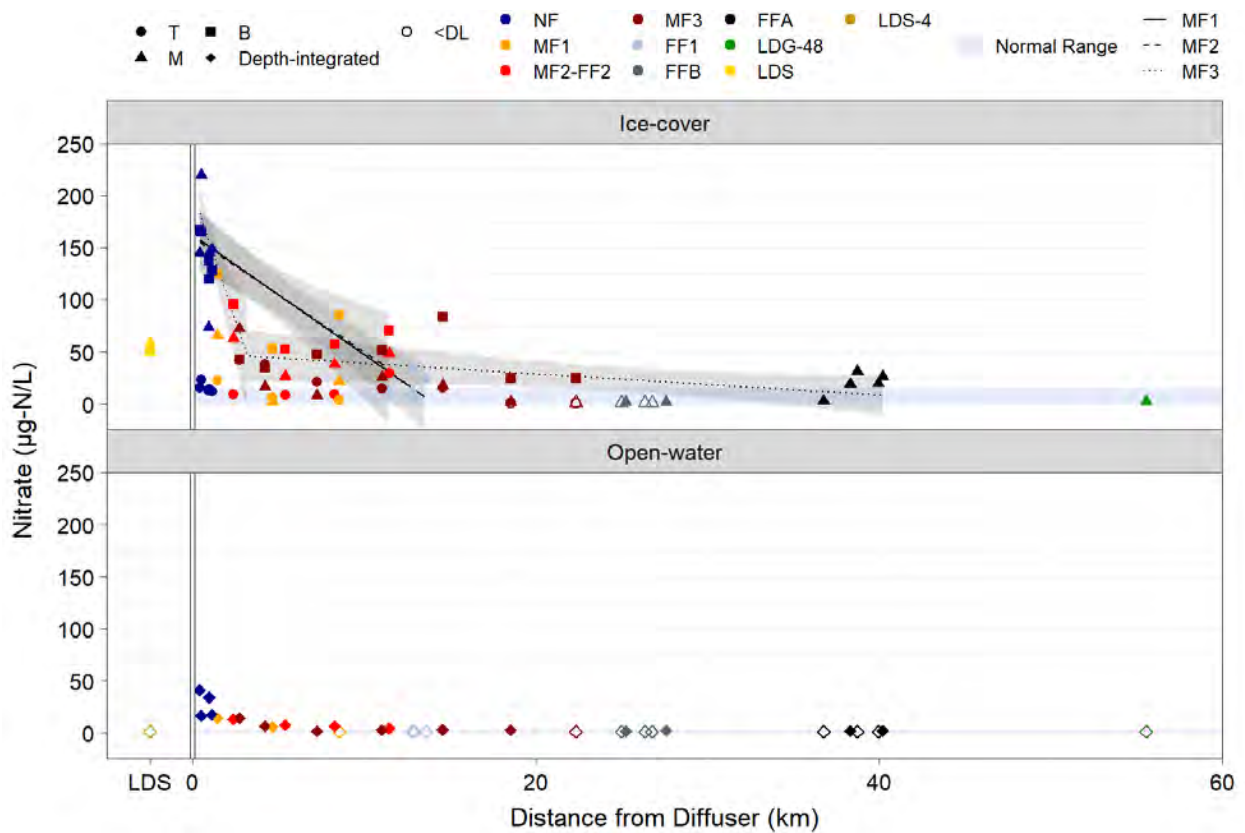 T B <DL NF MF3 FFA LDS-4 MF1
M Depth-integrated MF1 FF1 LDG-48 Normal Range MF2
MF2-FF2 FFB LDS MF3
Ice-cover
250
200
150
100
50
0
Open-water
250
200
150
100
50
0
Nitrate (µg-N/L)
LDS 0 20 40 60
Distance from Diffuser (km)